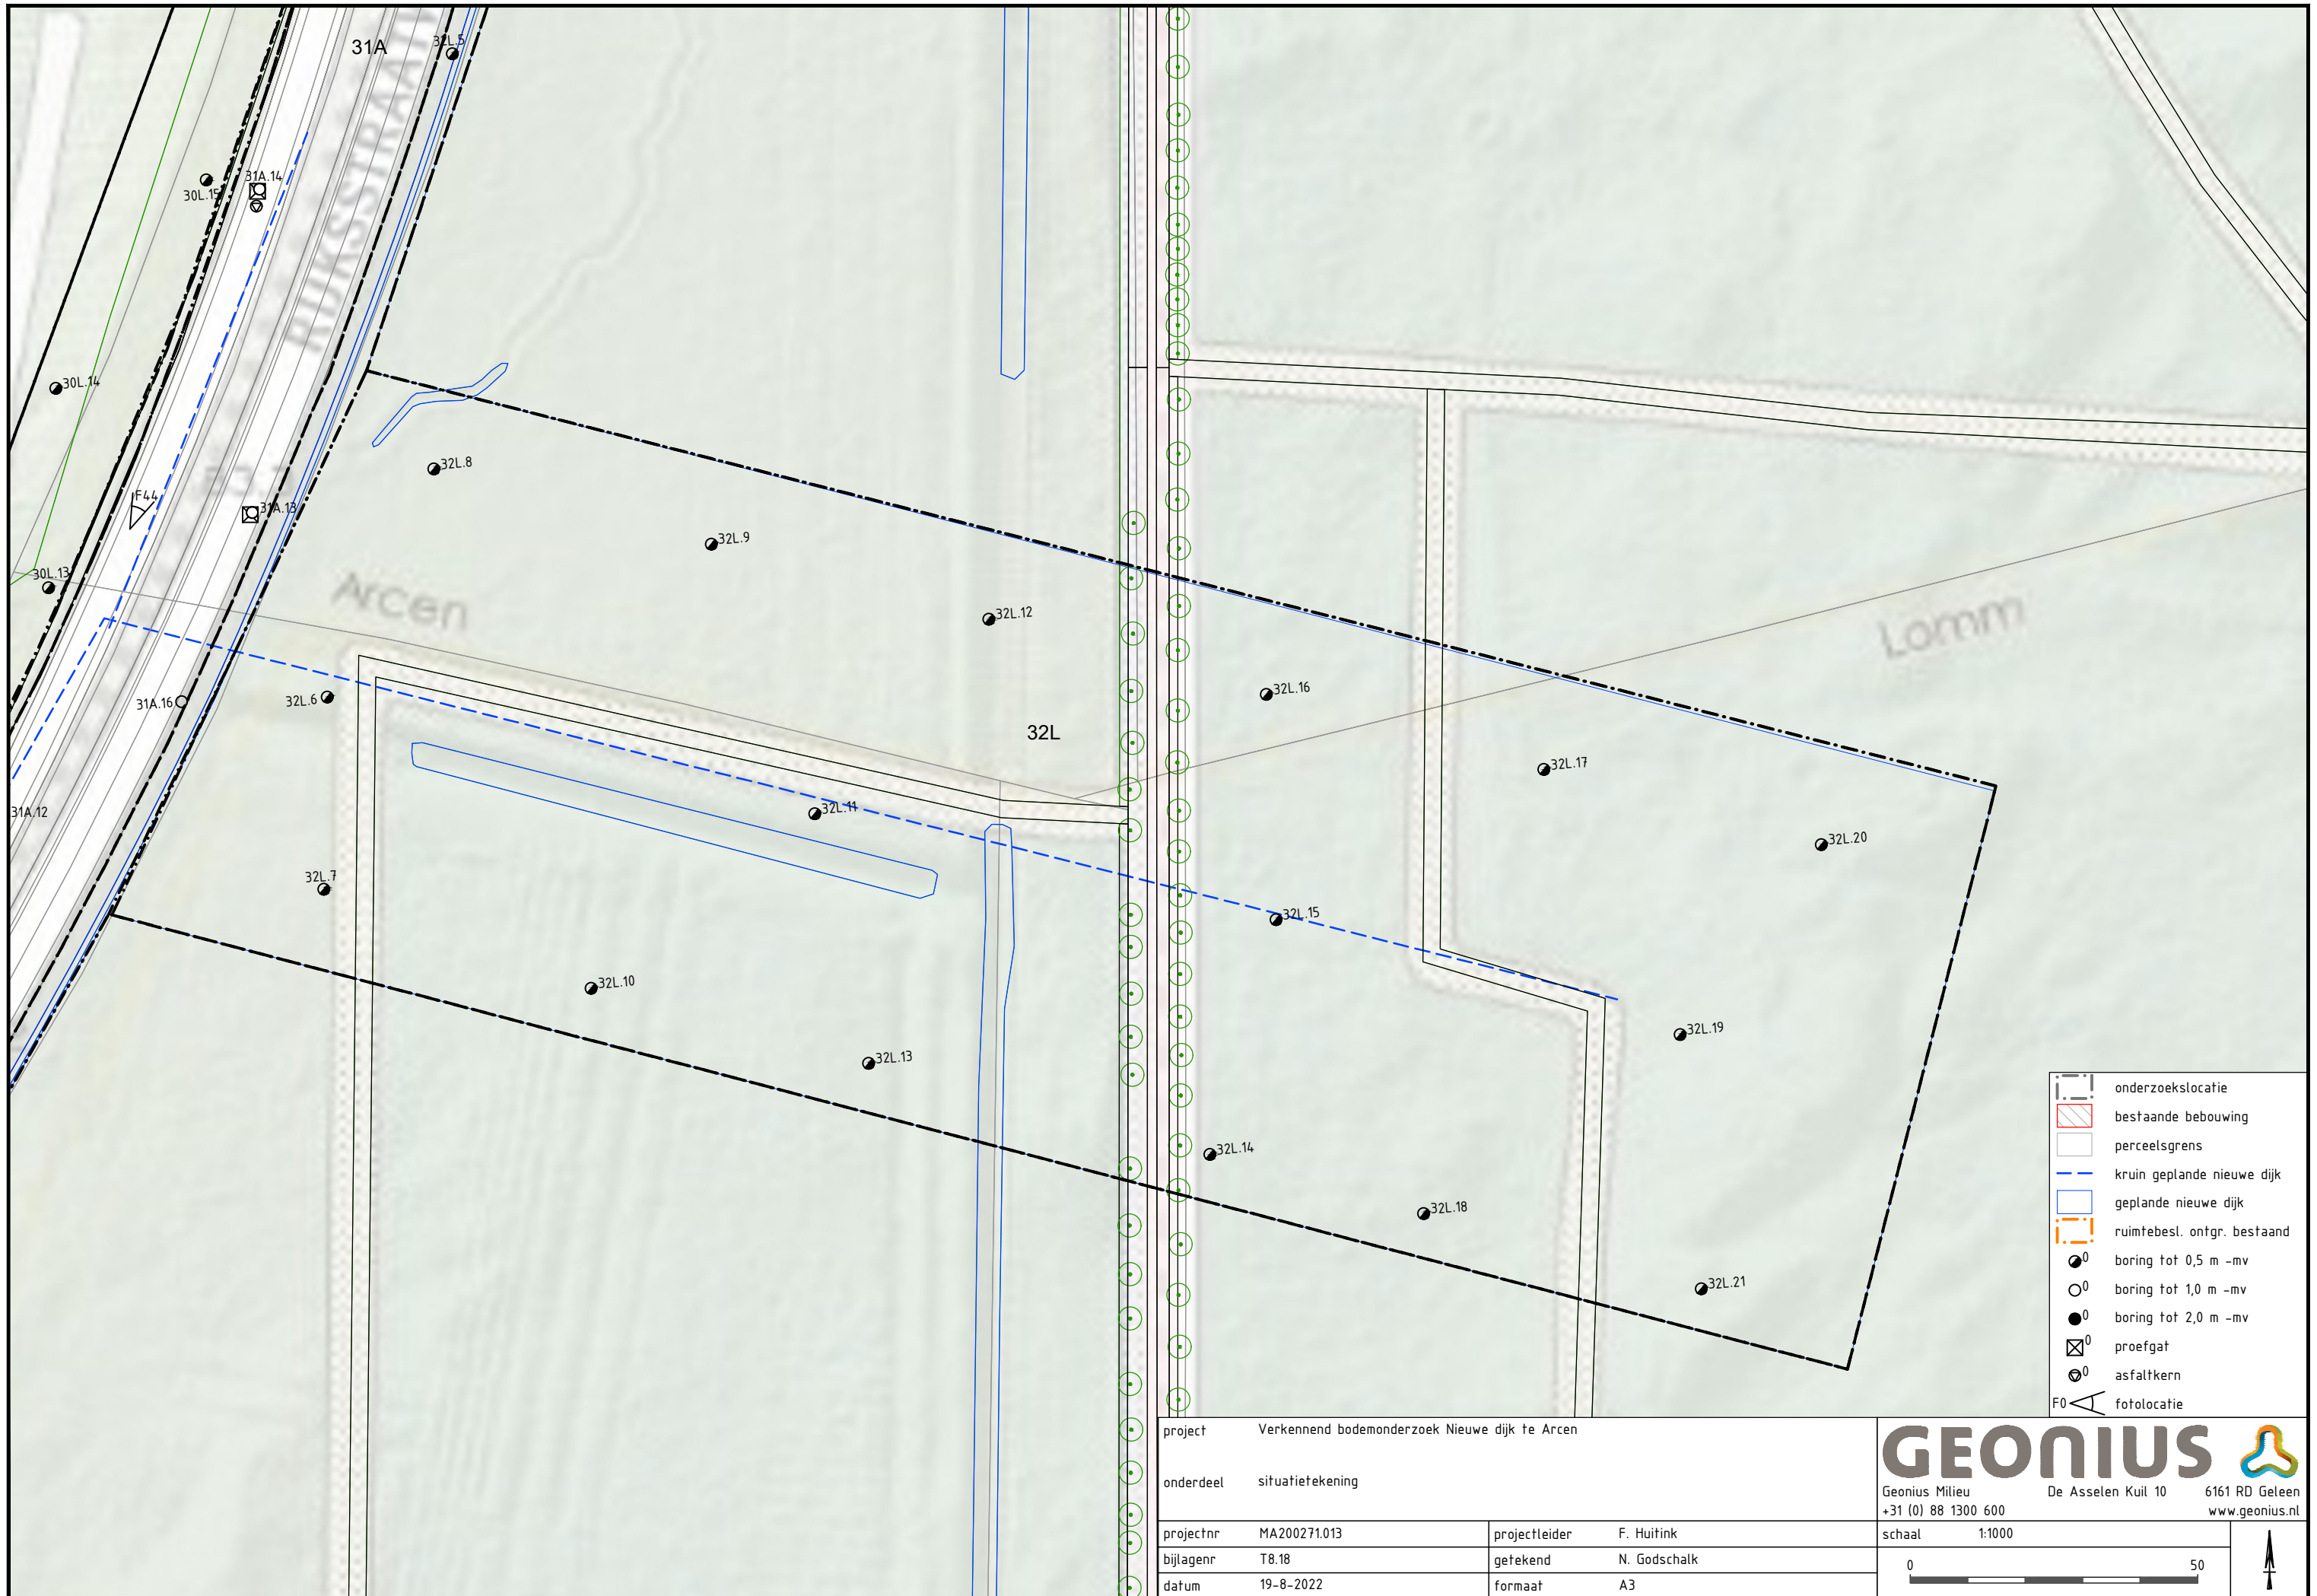 31A
32L.5
RIJKSSTRAAT
30L.15
31A.14
30L.14
F44
31A.13
32L.8
32L.9
30L.13
Arcen
32L.12
Lomm
32L.6
31A.16
32L.16
32L
32L.17
31A.12
32L.11
32L.20
32L.7
32L.15
32L.10
32L.19
32L.13
32L.14
32L.18
32L.21
onderzoekslocatie
bestaande bebouwing
perceelsgrens
kruin geplande nieuwe dijk
geplande nieuwe dijk
ruimtebesl. ontgr. bestaand
0 boring tot 0,5 m -mv
0 boring tot 1,0 m -mv
0 boring tot 2,0 m -mv
0 proefgat
0 asfaltkern
F0 fotolocatie
project Verkennend bodemonderzoek Nieuwe dijk te Arcen
onderdeel situatietekening
GEONIUS
Geonius Milieu De Asselen Kuil 10 6161 RD Geleen
+31 (0) 88 1300 600 www.geonius.nl
projectnr MA200271.013 projectleider F. Huitink schaal 1:1000
bijlagenr T8.18 getekend N. Godschalk
0 50
datum 19-8-2022 formaat A3